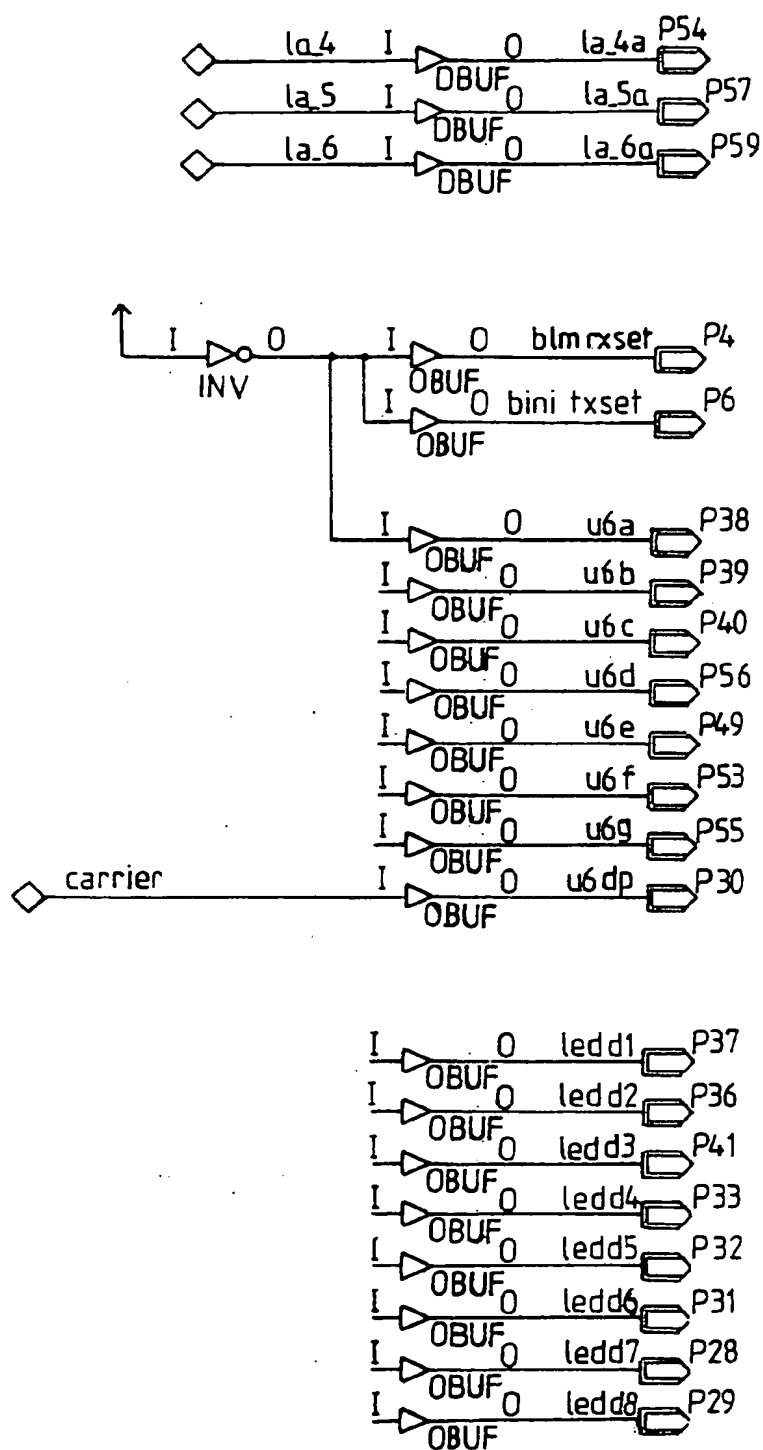 la_4 I O la_4a P54
DBUF
la_5 I O la_5a P57
DBUF
la_6 I O la_6a P59
DBUF
I O I O blmrxset P4
INV OBUF
I O bini txset P6
OBUF
I O u6a P38
OBUF
I O u6b P39
OBUF
I O u6c P40
OBUF
I O u6d P56
OBUF
I O u6e P49
OBUF
I O u6f P53
OBUF
I O u6g P55
OBUF
carrier I O u6dp P30
OBUF
I O ledd1 P37
OBUF
I O ledd2 P36
OBUF
I O ledd3 P41
OBUF
I O ledd4 P33
OBUF
I O ledd5 P32
OBUF
I O ledd6 P31
OBUF
I O ledd7 P28
OBUF
I O ledd8 P29
OBUF